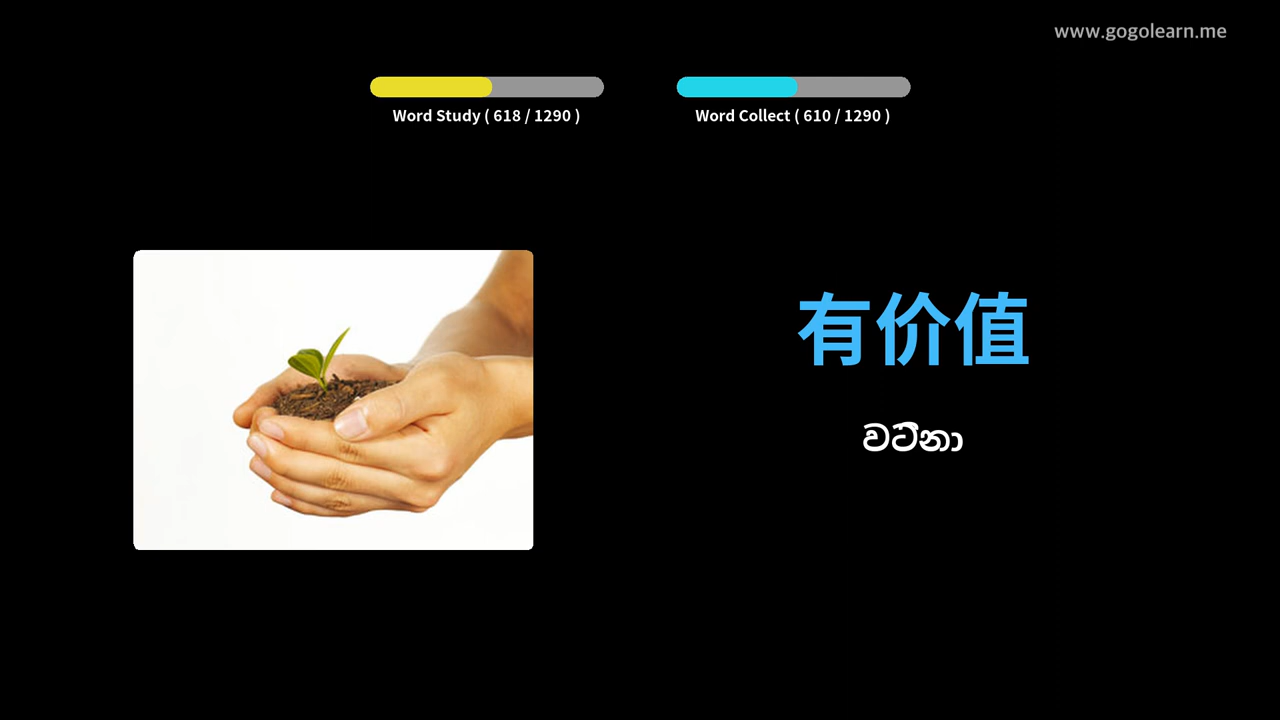 www.gogolearn.me
Word Study ( 618 / 1290 )
Word Collect ( 610 / 1290 )
有价值
වටිනා